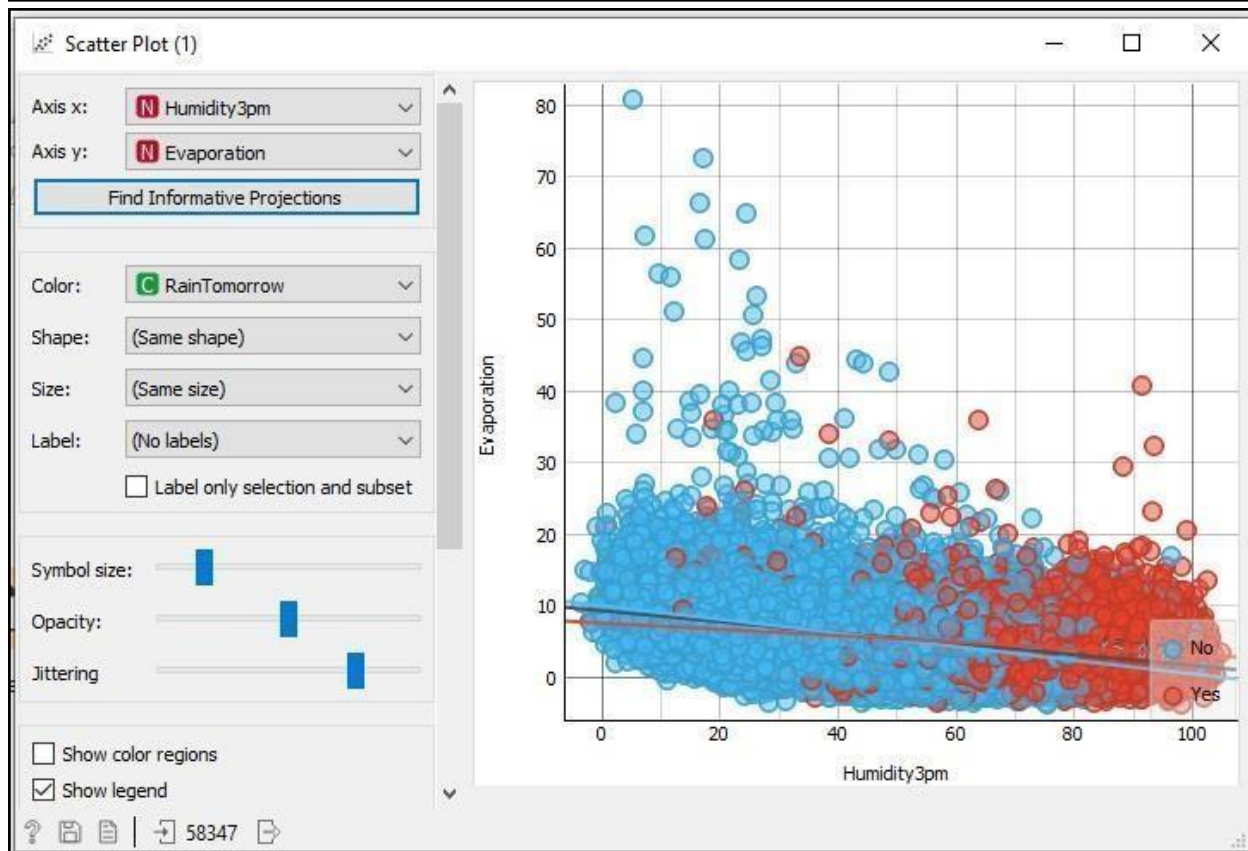 Scatter Plot (1)
Axis x: N Humidity3pm
Axis y: N Evaporation
Find Informative Projections
Color: C RainTomorrow
Shape: (Same shape)
Size: (Same size)
Label: (No labels)
Label only selection and subset
Symbol size:
Opacity:
Jittering
Show color regions
Show legend
? 58347
80
70
60
50
40
30
20
10
0
Evaporation
0 20 40 60 80 100
Humidity3pm
No
Yes